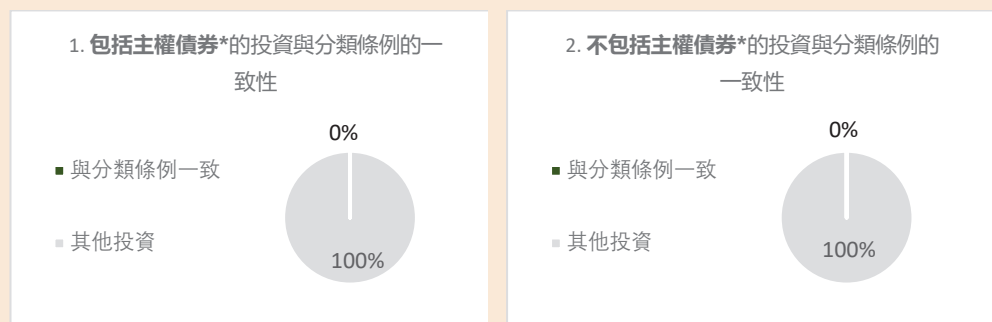 1. 包括主權債券*的投資與分類條例的一
致性
0%
與分類條例一致
其他投資
100%
2. 不包括主權債券*的投資與分類條例的
一致性
0%
與分類條例一致
其他投資
100%